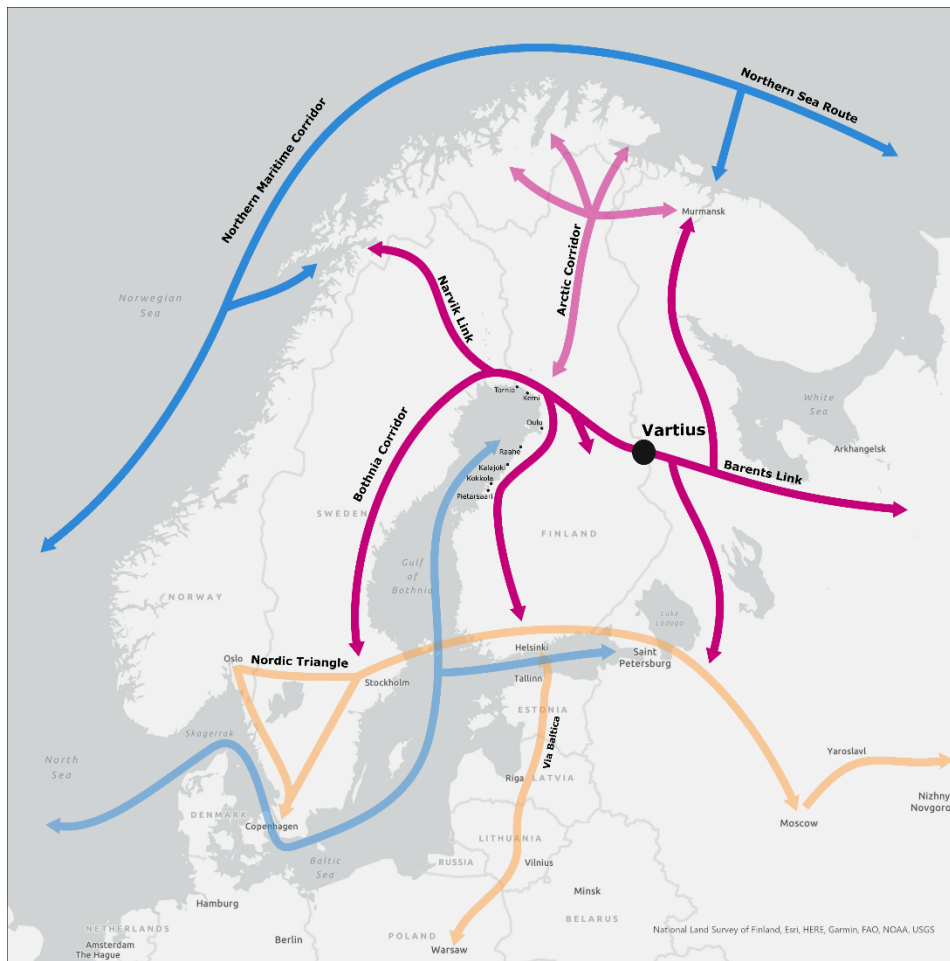 Northern Sea Route
Northern Maritime Corridor
Murmansk
Arctic Corridor
Norwegian
Sea
Narvik Link
White
Sea
Tornio
Kemi
Oulu
Vartius
Arkhangelsk
Bothnia Corridor
Raahe
Kalajoki
Kokkola
Pietarsaari
Barents Link
SWEDEN
FINLAND
Gulf
of
Bothnia
NORWAY
Lake
Ladoga
Oslo
Nordic Triangle
Helsinki
Saint
Petersburg
Stockholm
Tallinn
ESTONIA
Skagerrak
Via Baltica
North
Sea
Yaroslavl
Riga
LATVIA
Nizhny
Novgoro
DENMARK
Copenhagen
Moscow
LITHUANIA
Baltic
Sea
RUSSIA
Vilnius
Minsk
Hamburg
BELARUS
NETHERLANDS
Amsterdam
The Hague
Berlin
POLAND
Warsaw
National Land Survey of Finland, Esri, HERE, Garmin, FAO, NOAA, USGS